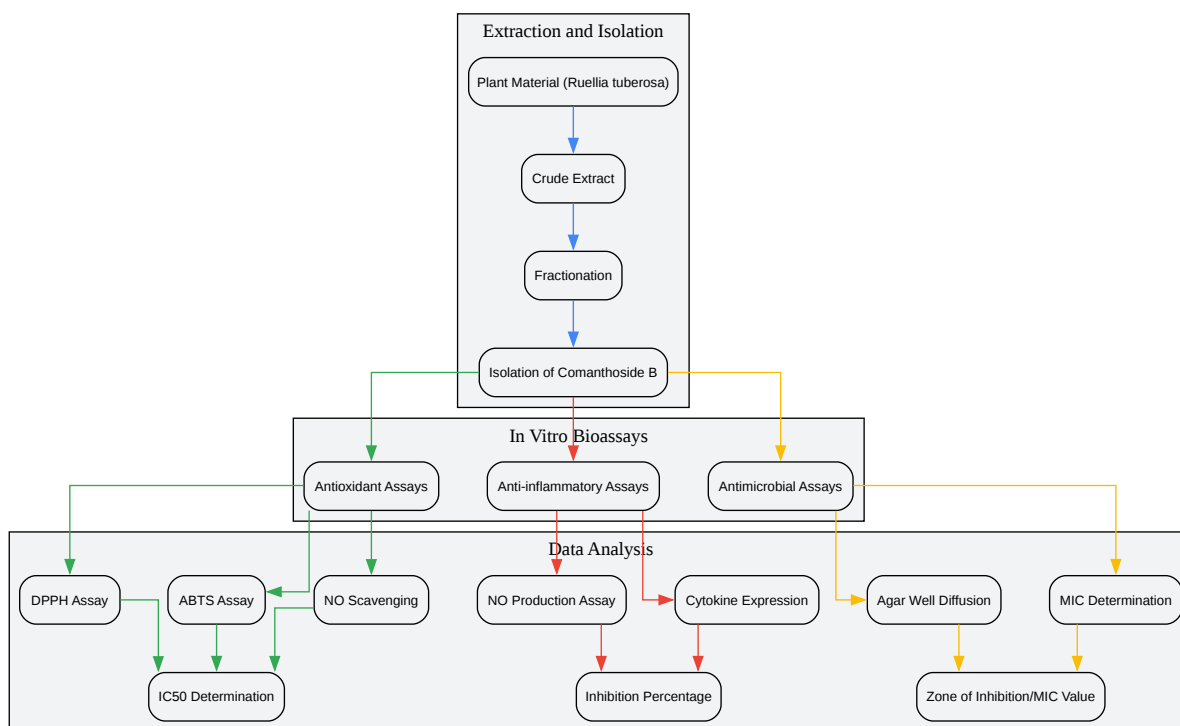 Extraction and Isolation
Plant Material (Ruellia tuberosa)
Crude Extract
Fractionation
Isolation of Comanthoside B
In Vitro Bioassays
Antioxidant Assays
Anti-inflammatory Assays
Antimicrobial Assays
Data Analysis
DPPH Assay
ABTS Assay
NO Scavenging
NO Production Assay
Cytokine Expression
Agar Well Diffusion
MIC Determination
IC50 Determination
Inhibition Percentage
Zone of Inhibition/MIC Value